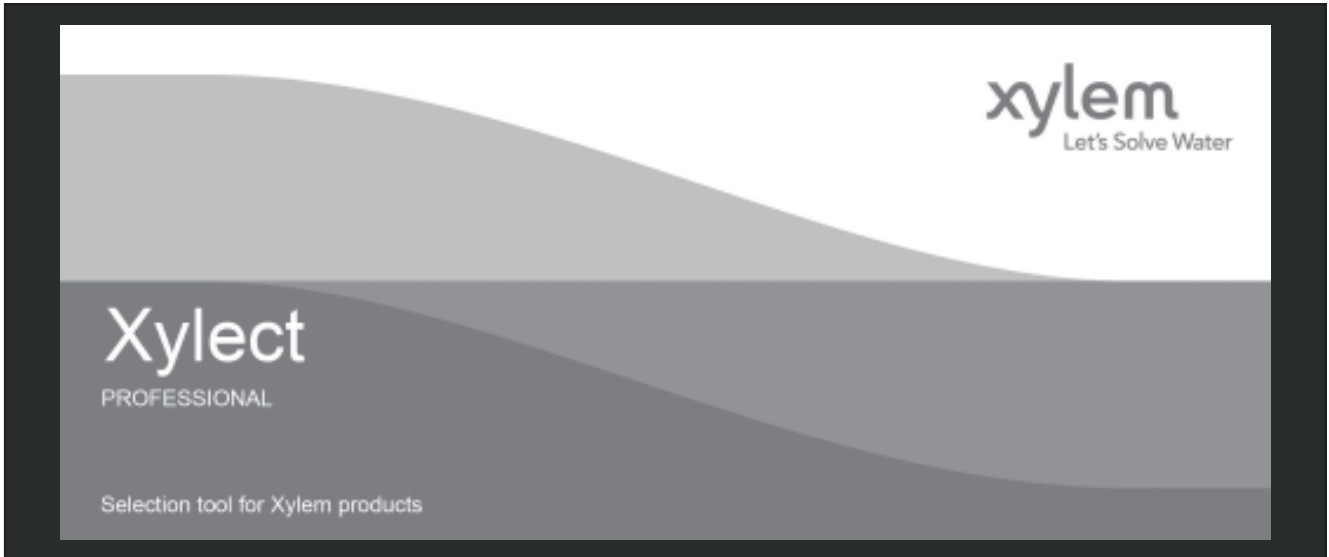 xylem
Let's Solve Water
Xylect
PROFESSIONAL
Selection tool for Xylem products